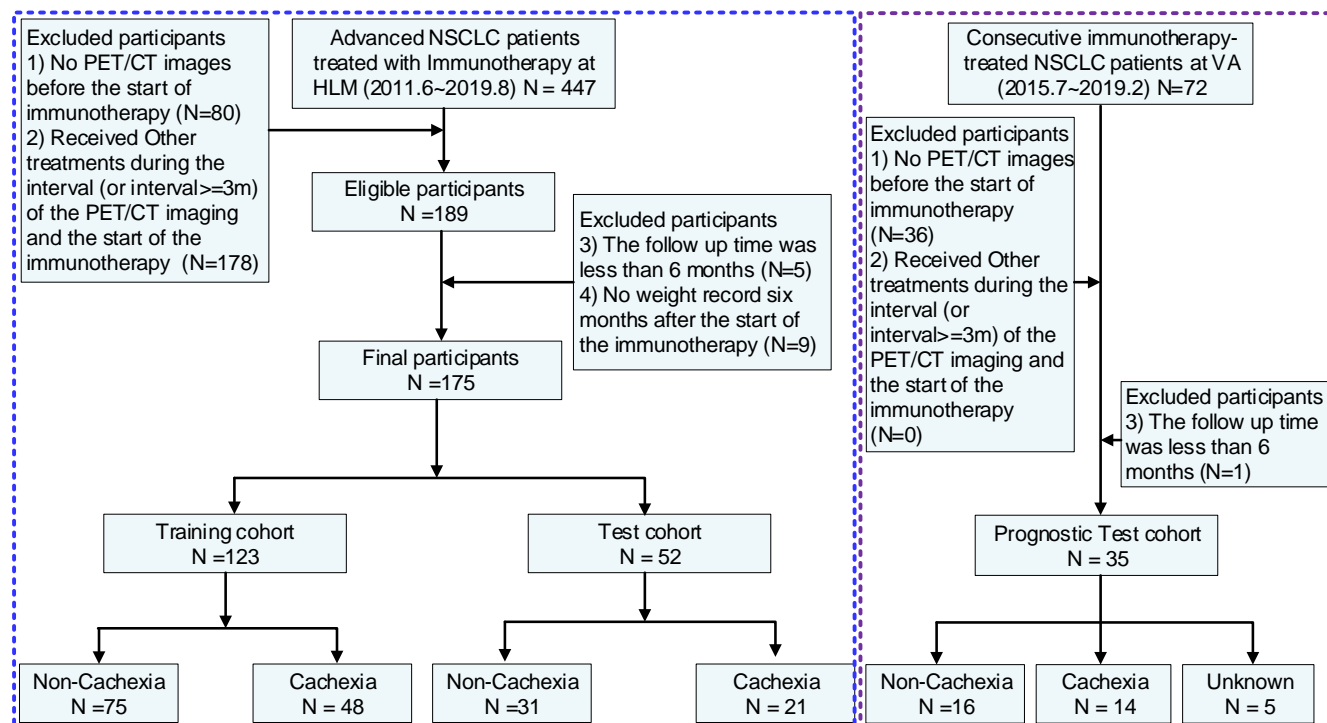 Excluded participants
1) No PET/CT images
before the start of
immunotherapy (N=80)
2) Received Other
treatments during the
interval (or interval>=3m)
of the PET/CT imaging
and the start of the
immunotherapy (N=178)
Advanced NSCLC patients
treated with Immunotherapy at
HLM (2011.6~2019.8) N = 447
Eligible participants
N =189
Excluded participants
3) The follow up time was
less than 6 months (N=5)
4) No weight record six
months after the start of
the immunotherapy (N=9)
Final participants
N =175
Training cohort
N =123
Test cohort
N = 52
Non-Cachexia
N =75
Cachexia
N = 48
Non-Cachexia
N =31
Cachexia
N = 21
Consecutive immunotherapy-
treated NSCLC patients at VA
(2015.7~2019.2) N=72
Excluded participants
1) No PET/CT images
before the start of
immunotherapy
(N=36)
2) Received Other
treatments during the
interval (or
interval>=3m) of the
PET/CT imaging and
the start of the
immunotherapy
(N=0)
Excluded participants
3) The follow up time
was less than 6
months (N=1)
Prognostic Test cohort
N = 35
Non-Cachexia
N =16
Cachexia
N = 14
Unknown
N = 5